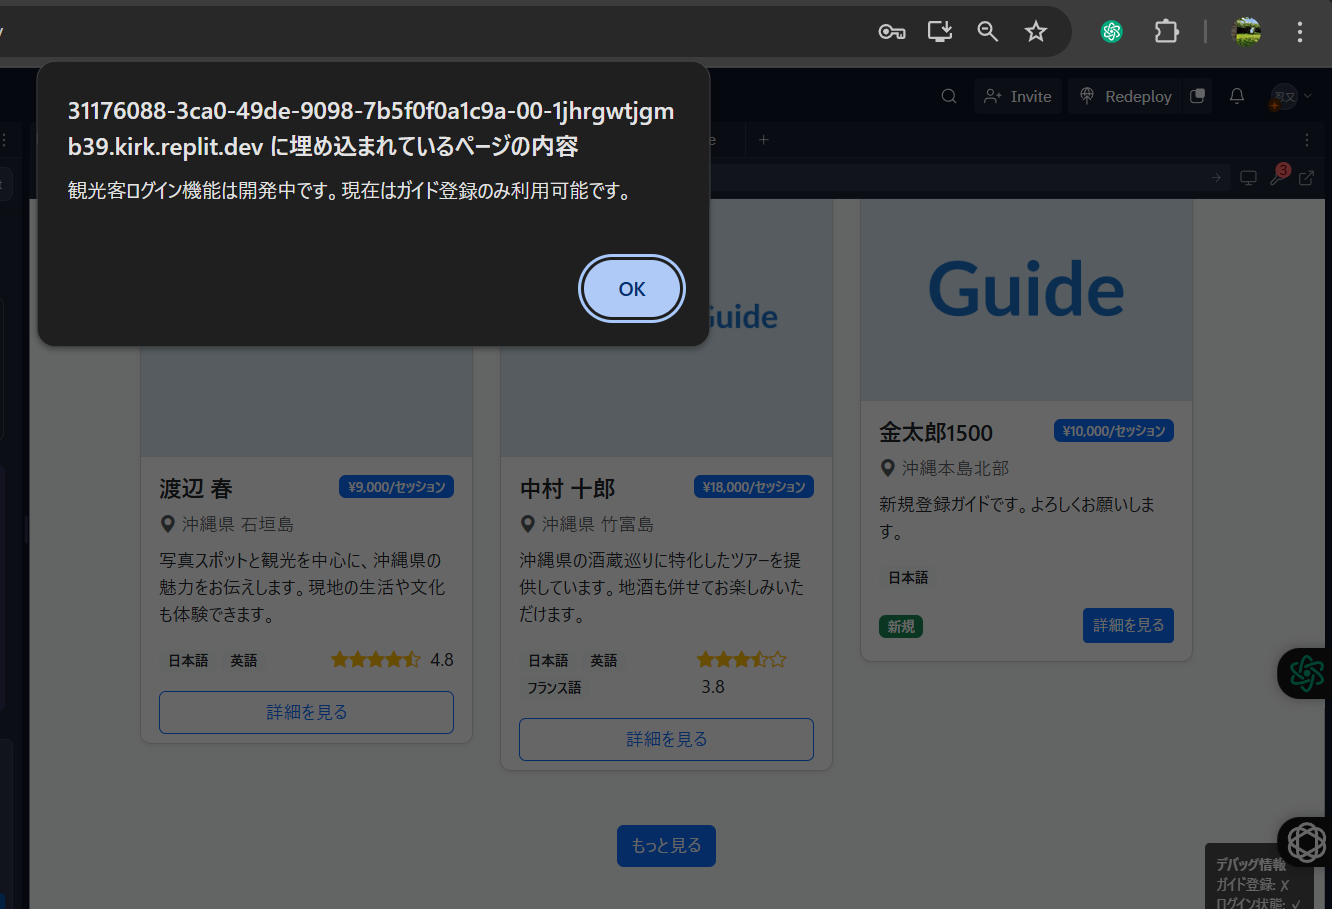 31176088-3ca0-49de-9098-7b5f0f0a1c9a-00-1jhrgwtjgm
b39.kirk.replit.dev に埋め込まれているページの内容
観光客ログイン機能は開発中です。現在はガイド登録のみ利用可能です。
OK
Invite
Redeploy
忍又
3
Guide
Guide
渡辺 春
¥9,000/セッション
沖縄県 石垣島
写真スポットと観光を中心に、沖縄県の
魅力をお伝えします。現地の生活や文化
も体験できます。
日本語 英語
4.8
詳細を見る
中村 十郎
¥18,000/セッション
沖縄県 竹富島
沖縄県の酒蔵巡りに特化したツアーを提
供しています。地酒も併せてお楽しみいた
だけます。
日本語 英語
フランス語
3.8
詳細を見る
金太郎1500
¥10,000/セッション
沖縄本島北部
新規登録ガイドです。よろしくお願いしま
す。
日本語
新規
詳細を見る
もっと見る
デバッグ情報
ガイド登録: ✗
ログイン状態: ✓